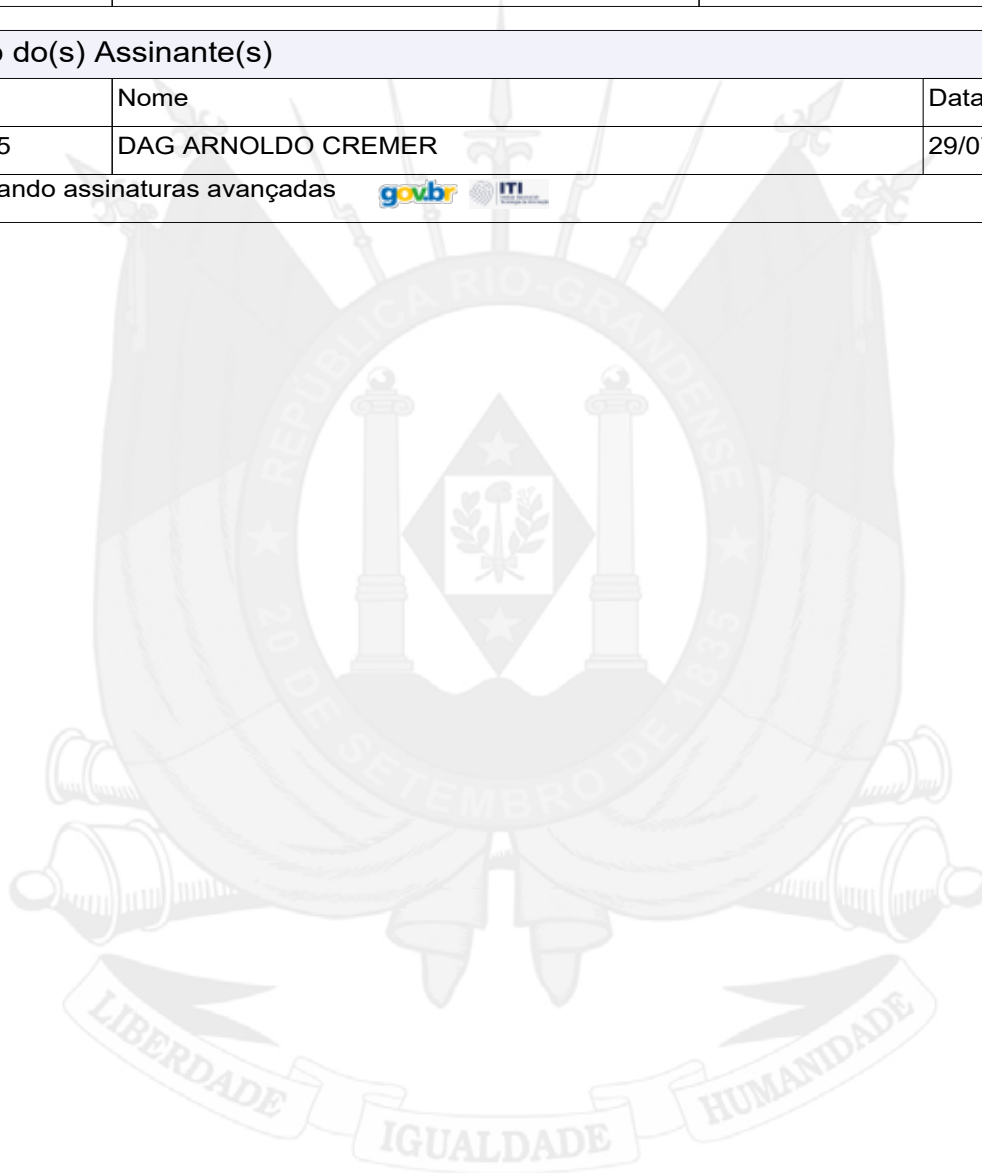 o do(s) Assinante(s)
Nome
Data
5
DAG ARNOLDO CREMER
29/0
ando assinaturas avançadas
gov.br
ITI
REPÚBLICA RIO-GRANDENSE
20 DE SETEMBRO DE 1835
LIBERDADE
IGUALDADE
HUMANIDADE